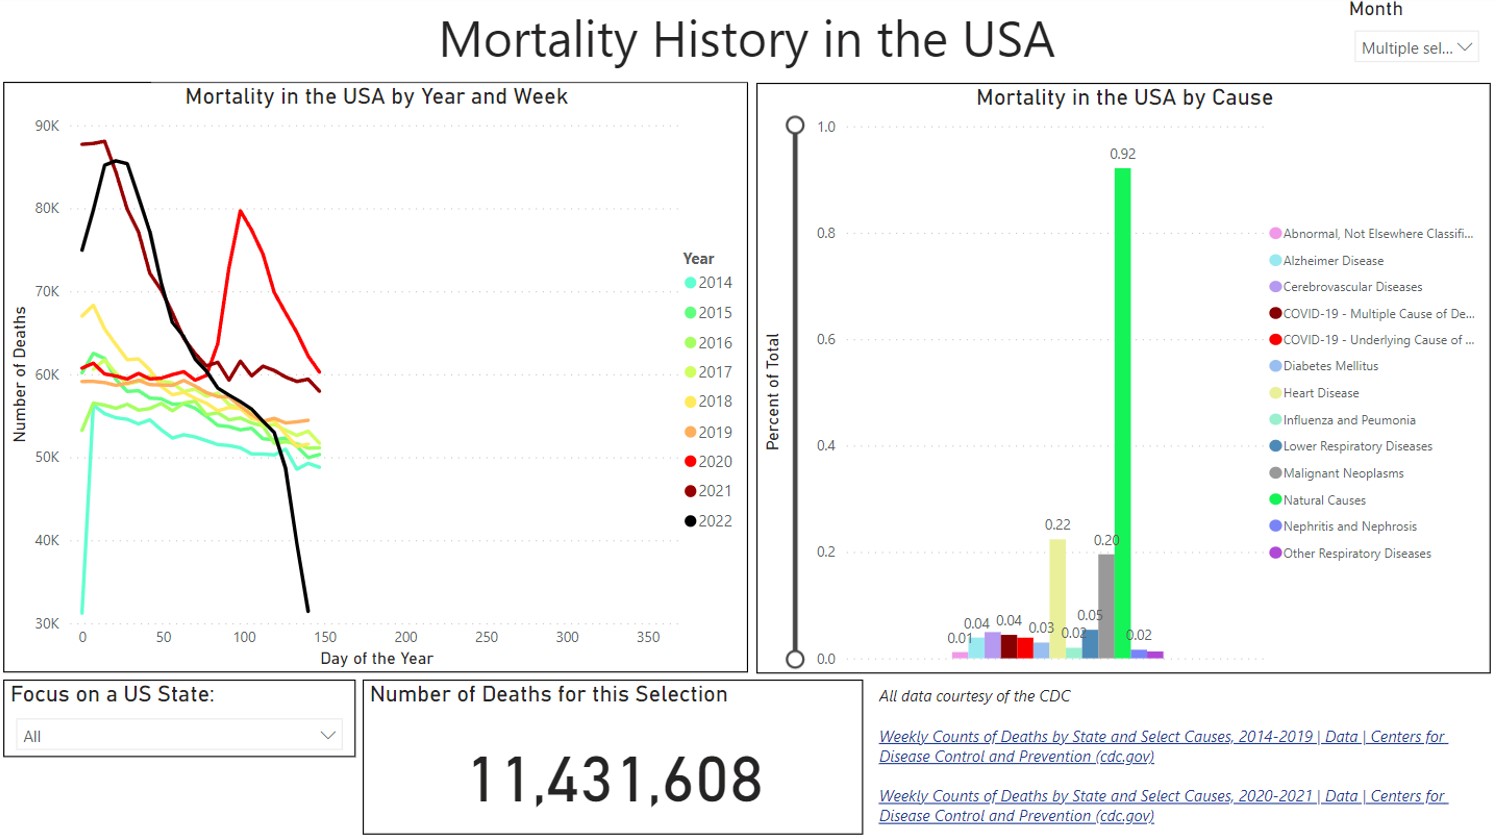 Mortality History in the USA
Month
Multiple sel...
Mortality in the USA by Year and Week
90K
80K
70K
60K
50K
40K
30K
Number of Deaths
0 50 100 150 200 250 300 350
Day of the Year
Year
2014
2015
2016
2017
2018
2019
2020
2021
2022
Mortality in the USA by Cause
1.0
0.8
0.6
0.4
0.2
0.0
Percent of Total
0.01
0.04
0.04
0.03
0.22
0.02
0.05
0.20
0.92
0.02
Abnormal, Not Elsewhere Classifi...
Alzheimer Disease
Cerebrovascular Diseases
COVID-19 - Multiple Cause of De...
COVID-19 - Underlying Cause of ...
Diabetes Mellitus
Heart Disease
Influenza and Peumonia
Lower Respiratory Diseases
Malignant Neoplasms
Natural Causes
Nephritis and Nephrosis
Other Respiratory Diseases
Focus on a US State:
All
Number of Deaths for this Selection
11,431,608
All data courtesy of the CDC
Weekly Counts of Deaths by State and Select Causes, 2014-2019 | Data | Centers for
Disease Control and Prevention (cdc.gov)
Weekly Counts of Deaths by State and Select Causes, 2020-2021 | Data | Centers for
Disease Control and Prevention (cdc.gov)